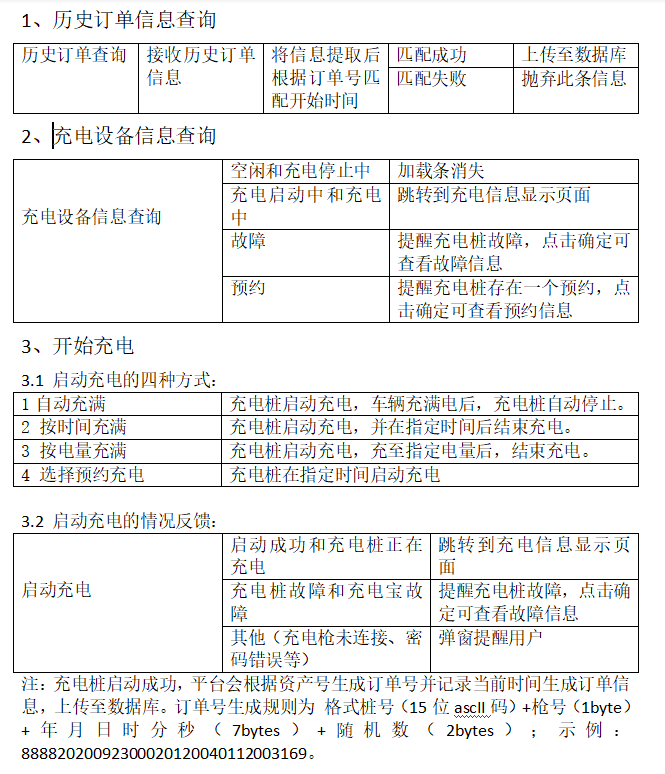 1、历史订单信息查询
历史订单查询 接收历史订单 将信息提取后 匹配成功 上传至数据库
信息 根据订单号匹 匹配失败 抛弃此条信息
配开始时间
2、充电设备信息查询
空闲和充电停止中 加载条消失
充电启动中和充电 跳转到充电信息显示页面
中
充电设备信息查询
故障 提醒充电桩故障，点击确定可
查看故障信息
预约 提醒充电桩存在一个预约，点
击确定可查看预约信息
3、开始充电
3.1 启动充电的四种方式：
1 自动充满 充电桩启动充电，车辆充满电后，充电桩自动停止。
2 按时间充满 充电桩启动充电，并在指定时间后结束充电。
3 按电量充满 充电桩启动充电，充至指定电量后，结束充电。
4 选择预约充电 充电桩在指定时间启动充电
3.2 启动充电的情况反馈：
启动成功和充电桩正在 跳转到充电信息显示页
充电 面
启动充电 充电桩故障和充电宝故 提醒充电桩故障，点击确
障 定可查看故障信息
其他（充电枪未连接、密 弹窗提醒用户
码错误等）
注：充电桩启动成功，平台会根据资产号生成订单号并记录当前时间生成订单信
息，上传至数据库。订单号生成规则为 格式桩号（15 位 ascII 码）+枪号（1byte）
+ 年月日时分秒（7bytes）+ 随机数（2bytes）；示例：
8888202009230002012004011200​3169。